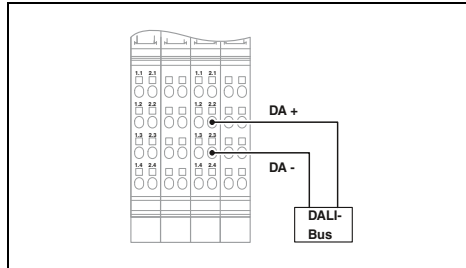 1.1 2.1 1.1 2.1
1.2 2.2 1.2 2.2
DA +
1.3 2.3 1.3 2.3
DA -
1.4 2.4 1.4 2.4
DALI-
Bus